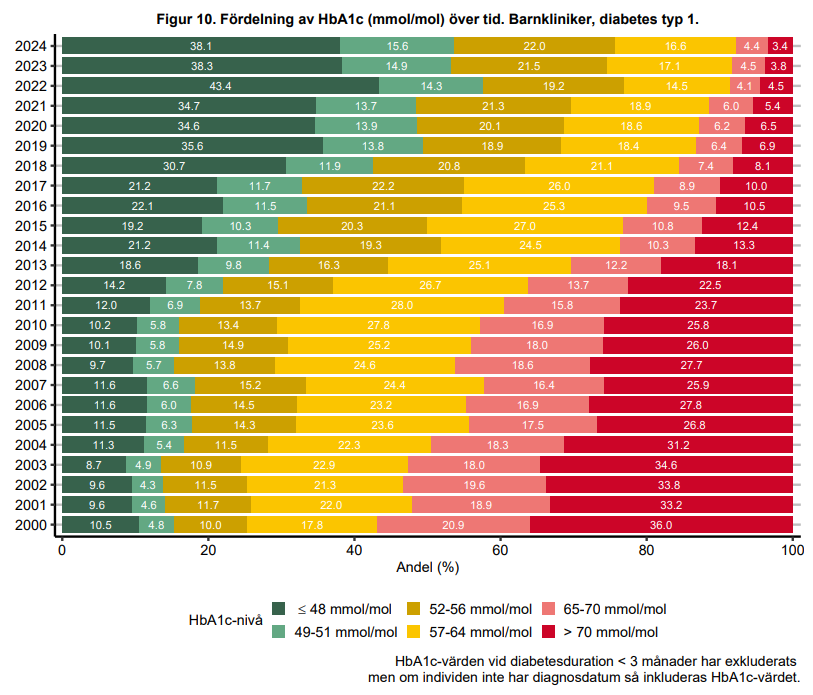 Figur 10. Fördelning av HbA1c (mmol/mol) över tid. Barnkliniker, diabetes typ 1.
2024 38.1 15.6 22.0 16.6 4.4 3.4
2023 38.3 14.9 21.5 17.1 4.5 3.8
2022 43.4 14.3 19.2 14.5 4.1 4.5
2021 34.7 13.7 21.3 18.9 6.0 5.4
2020 34.6 13.9 20.1 18.6 6.2 6.5
2019 35.6 13.8 18.9 18.4 6.4 6.9
2018 30.7 11.9 20.8 21.1 7.4 8.1
2017 21.2 11.7 22.2 26.0 8.9 10.0
2016 22.1 11.5 21.1 25.3 9.5 10.5
2015 19.2 10.3 20.3 27.0 10.8 12.4
2014 21.2 11.4 19.3 24.5 10.3 13.3
2013 18.6 9.8 16.3 25.1 12.2 18.1
2012 14.2 7.8 15.1 26.7 13.7 22.5
2011 12.0 6.9 13.7 28.0 15.8 23.7
2010 10.2 5.8 13.4 27.8 16.9 25.8
2009 10.1 5.8 14.9 25.2 18.0 26.0
2008 9.7 5.7 13.8 24.6 18.6 27.7
2007 11.6 6.6 15.2 24.4 16.4 25.9
2006 11.6 6.0 14.5 23.2 16.9 27.8
2005 11.5 6.3 14.3 23.6 17.5 26.8
2004 11.3 5.4 11.5 22.3 18.3 31.2
2003 8.7 4.9 10.9 22.9 18.0 34.6
2002 9.6 4.3 11.5 21.3 19.6 33.8
2001 9.6 4.6 11.7 22.0 18.9 33.2
2000 10.5 4.8 10.0 17.8 20.9 36.0
0 20 40 60 80 100
Andel (%)
HbA1c-nivå
≤ 48 mmol/mol 52-56 mmol/mol 65-70 mmol/mol
49-51 mmol/mol 57-64 mmol/mol > 70 mmol/mol
HbA1c-värden vid diabetesduration < 3 månader har exkluderats
men om individen inte har diagnosdatum så inkluderas HbA1c-värdet.